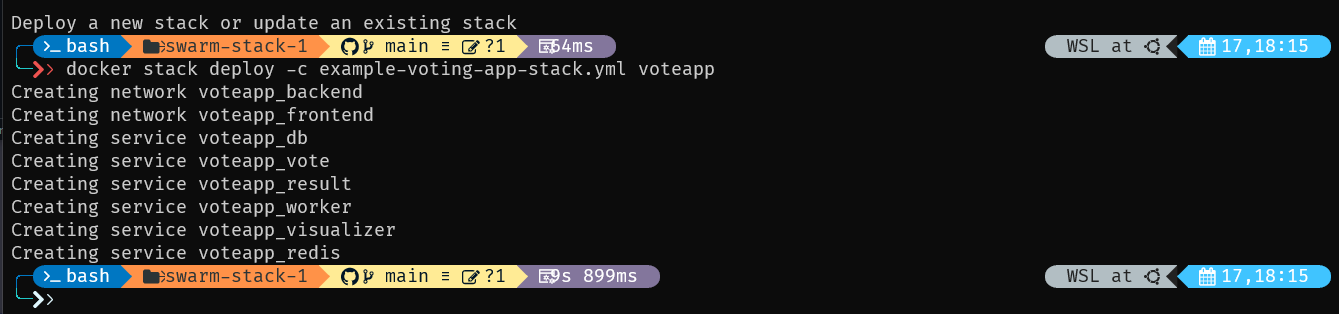 Deploy a new stack or update an existing stack
bash swarm-stack-1 main ≡ ?1 64ms WSL at 17,18:15
docker stack deploy -c example-voting-app-stack.yml voteapp
Creating network voteapp_backend
Creating network voteapp_frontend
Creating service voteapp_db
Creating service voteapp_vote
Creating service voteapp_result
Creating service voteapp_worker
Creating service voteapp_visualizer
Creating service voteapp_redis
bash swarm-stack-1 main ≡ ?1 9s 899ms WSL at 17,18:15